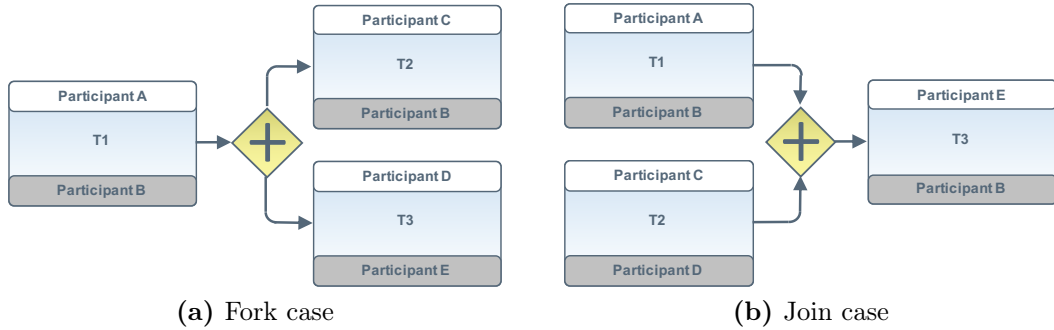 Participant A
T1
Participant B
Participant C
T2
Participant B
Participant D
T3
Participant E
(a) Fork case
Participant A
T1
Participant B
Participant C
T2
Participant D
Participant E
T3
Participant B
(b) Join case